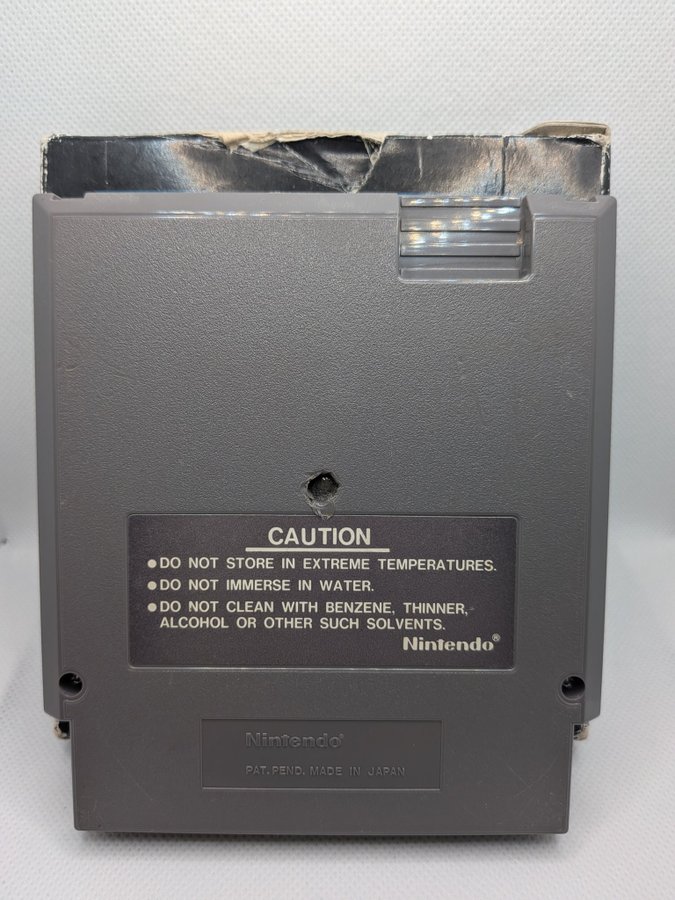 CAUTION
●DO NOT STORE IN EXTREME TEMPERATURES.
●DO NOT IMMERSE IN WATER.
●DO NOT CLEAN WITH BENZENE, THINNER,
ALCOHOL OR OTHER SUCH SOLVENTS.
Nintendo®
Nintendo®
PAT. PEND. MADE IN JAPAN